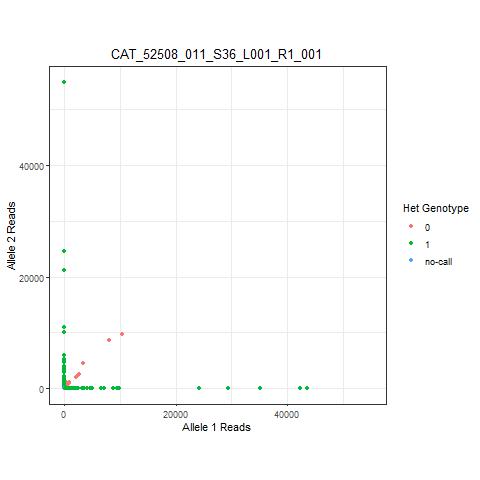 CAT_52508_011_S36_L001_R1_001
Allele 2 Reads
40000
20000
0
0
20000
40000
Allele 1 Reads
Het Genotype
0
1
no-call